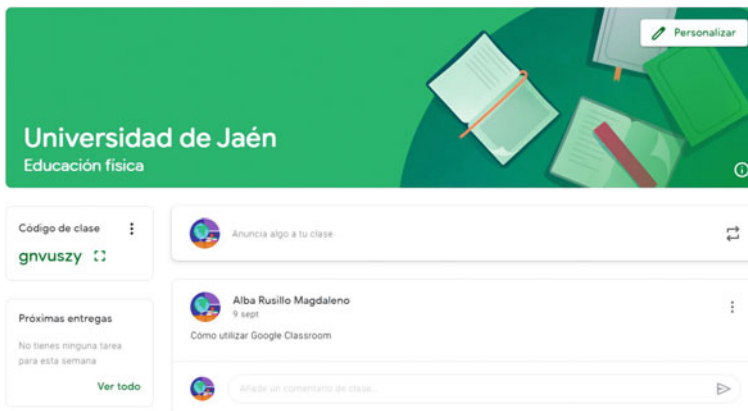 Personalizar
Universidad de Jaén
Educación física
Código de clase
gnvuszy
Anuncia algo a tu clase
Próximas entregas
No tienes ninguna tarea
para esta semana
Ver todo
Alba Rusillo Magdaleno
9 sept
Cómo utilizar Google Classroom
Añade un comentario de clase...